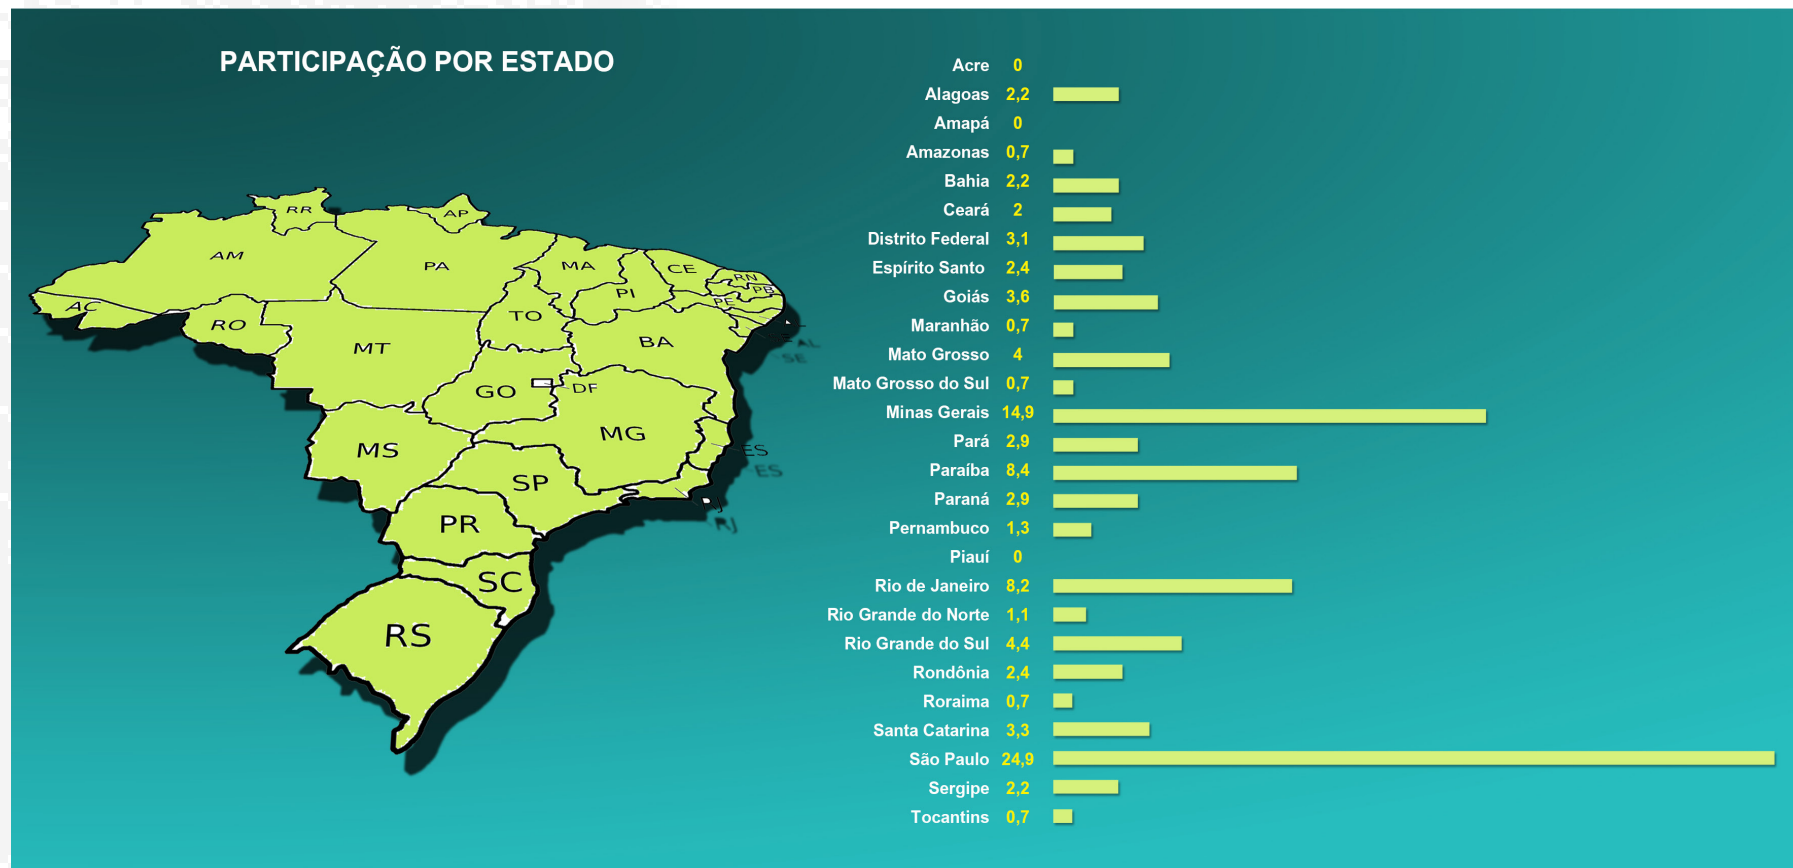 PARTICIPAÇÃO POR ESTADO
Acre 0
Alagoas 2,2
Amapá 0
Amazonas 0,7
Bahia 2,2
Ceará 2
Distrito Federal 3,1
Espírito Santo 2,4
Goiás 3,6
Maranhão 0,7
Mato Grosso 4
Mato Grosso do Sul 0,7
Minas Gerais 14,9
Pará 2,9
Paraíba 8,4
Paraná 2,9
Pernambuco 1,3
Piauí 0
Rio de Janeiro 8,2
Rio Grande do Norte 1,1
Rio Grande do Sul 4,4
Rondônia 2,4
Roraima 0,7
Santa Catarina 3,3
São Paulo 24,9
Sergipe 2,2
Tocantins 0,7
RR
AP
AM
PA
MA
CE
RN
PB
PI
PE
AC
RO
TO
AL
SE
MT
BA
GO
DF
MS
MG
ES
SP
RJ
PR
SC
RS